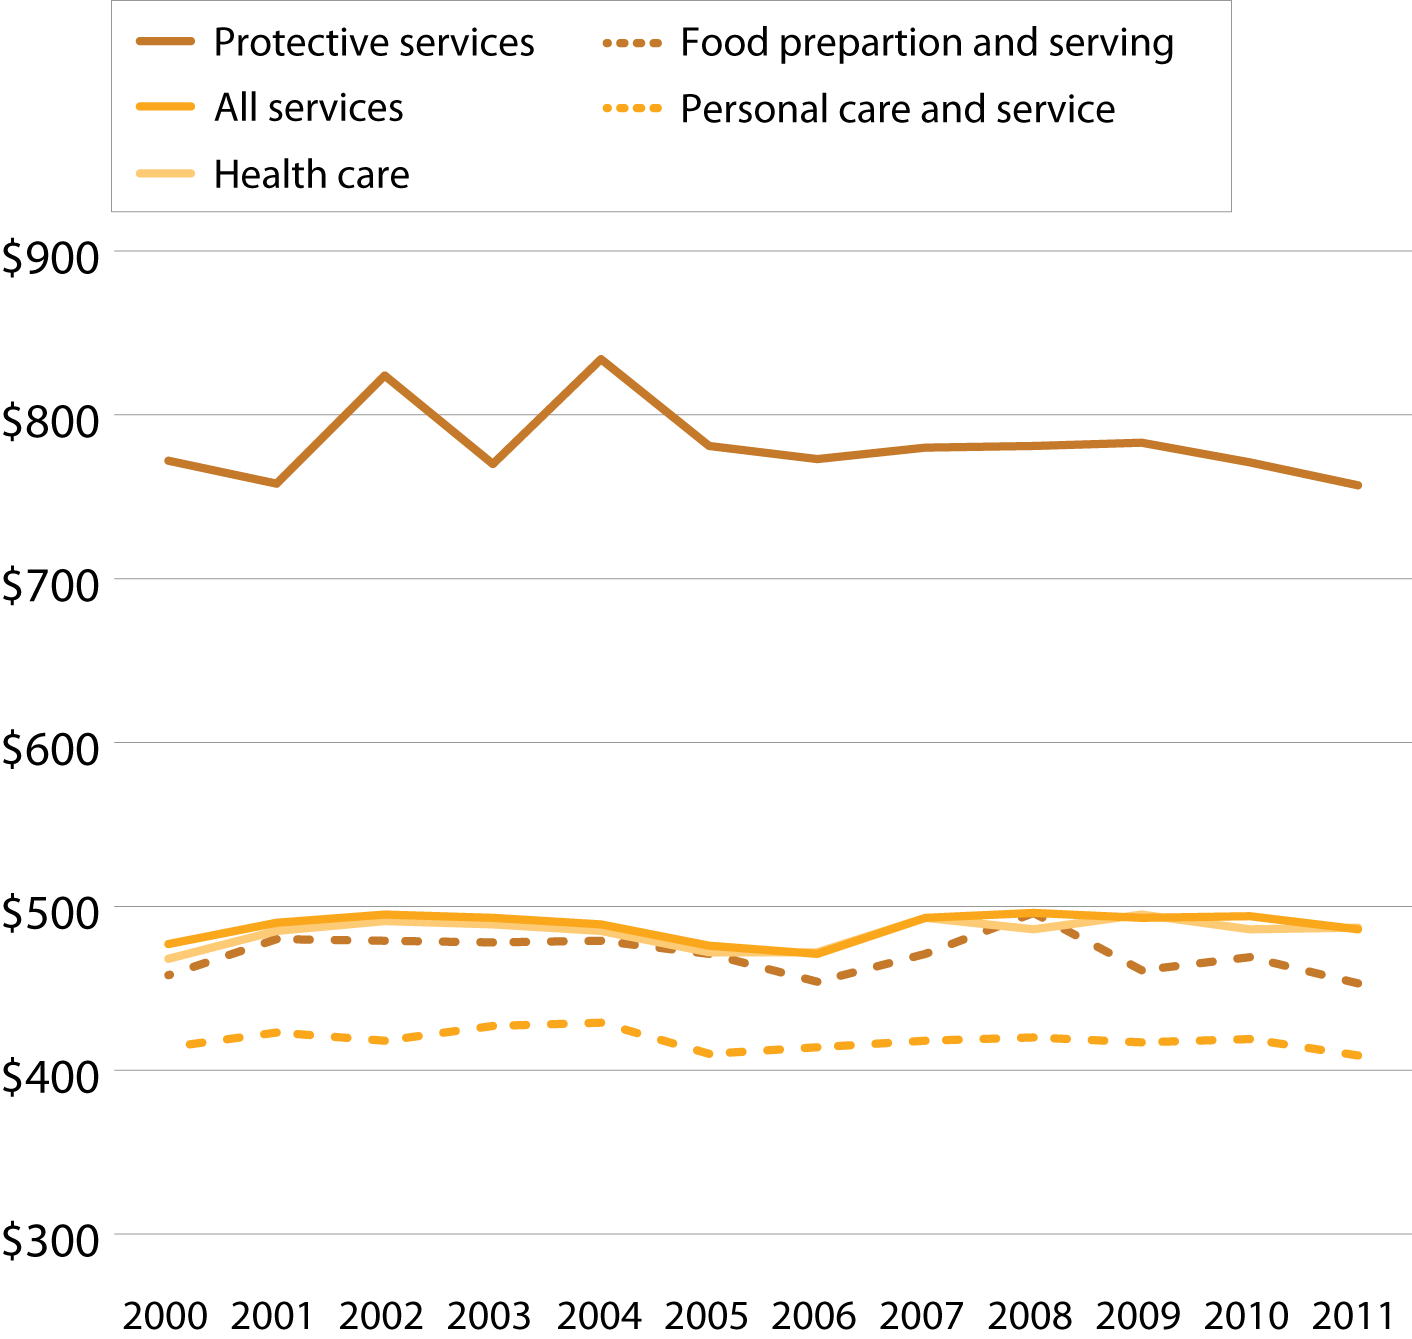 Protective services
All services
Health care
Food prepartion and serving
Personal care and service
$900
$800
$700
$600
$500
$400
$300
2000 2001 2002 2003 2004 2005 2006 2007 2008 2009 2010 2011